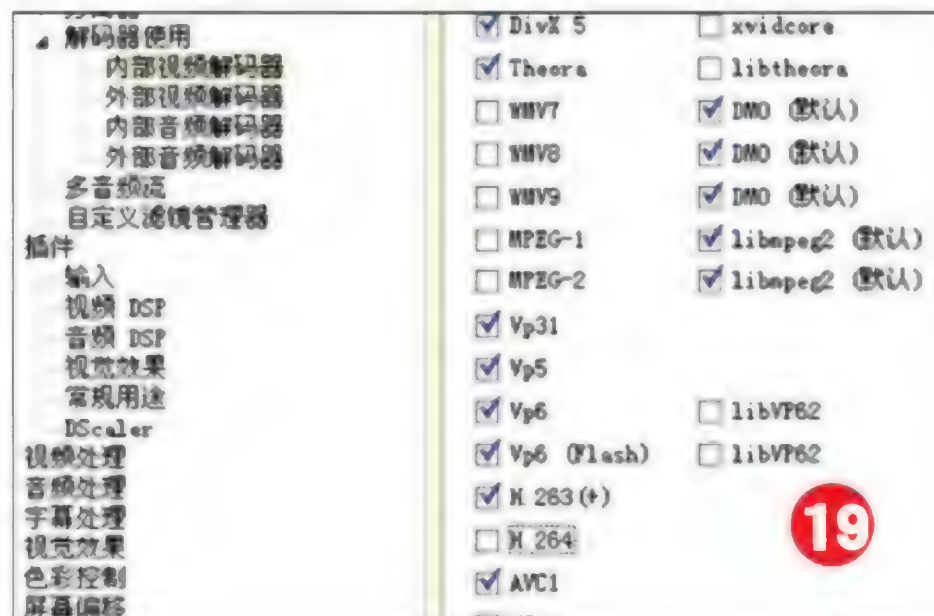 解码器使用
内部视频解码器
外部视频解码器
内部音频解码器
外部音频解码器
多音频流
自定义滤镜管理器
插件
输入
视频 DSP
音频 DSP
视觉效果
常规用途
DScaler
视频处理
音频处理
字幕处理
视觉效果
色彩控制
屏幕偏移
DivX 5 xvidcore
Theora libtheora
WMV7 DMO (默认)
WMV8 DMO (默认)
WMV9 DMO (默认)
MPEG-1 libmpeg2 (默认)
MPEG-2 libmpeg2 (默认)
Vp31
Vp5
Vp6 libVP62
Vp6 (Flash) libVP62
H 263(+)
H 264
AVC1
19